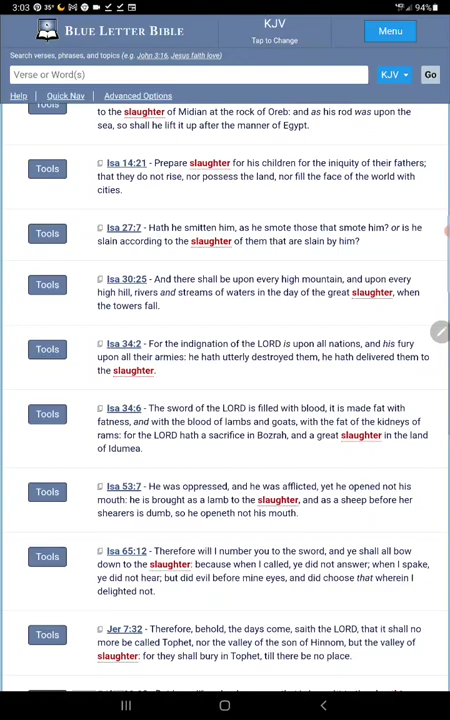 3:03 35° 94%
BLUE LETTER BIBLE KJV Tap to Change Menu
Search verses, phrases, and topics (e.g. John 3:16, Jesus faith love)
Verse or Word(s) KJV Go
Help | Quick Nav | Advanced Options
Tools
to the slaughter of Midian at the rock of Oreb: and as his rod was upon the
sea, so shall he lift it up after the manner of Egypt.
Tools
Isa 14:21 - Prepare slaughter for his children for the iniquity of their fathers;
that they do not rise, nor possess the land, nor fill the face of the world with
cities.
Tools
Isa 27:7 - Hath he smitten him, as he smote those that smote him? or is he
slain according to the slaughter of them that are slain by him?
Tools
Isa 30:25 - And there shall be upon every high mountain, and upon every
high hill, rivers and streams of waters in the day of the great slaughter, when
the towers fall.
Tools
Isa 34:2 - For the indignation of the LORD is upon all nations, and his fury
upon all their armies: he hath utterly destroyed them, he hath delivered them to
the slaughter.
Tools
Isa 34:6 - The sword of the LORD is filled with blood, it is made fat with
fatness, and with the blood of lambs and goats, with the fat of the kidneys of
rams: for the LORD hath a sacrifice in Bozrah, and a great slaughter in the land
of Idumea.
Tools
Isa 53:7 - He was oppressed, and he was afflicted, yet he opened not his
mouth: he is brought as a lamb to the slaughter, and as a sheep before her
shearers is dumb, so he openeth not his mouth.
Tools
Isa 65:12 - Therefore will I number you to the sword, and ye shall all bow
down to the slaughter: because when I called, ye did not answer; when I spake,
ye did not hear; but did evil before mine eyes, and did choose that wherein I
delighted not.
Tools
Jer 7:32 - Therefore, behold, the days come, saith the LORD, that it shall no
more be called Tophet, nor the valley of the son of Hinnom, but the valley of
slaughter: for they shall bury in Tophet, till there be no place.